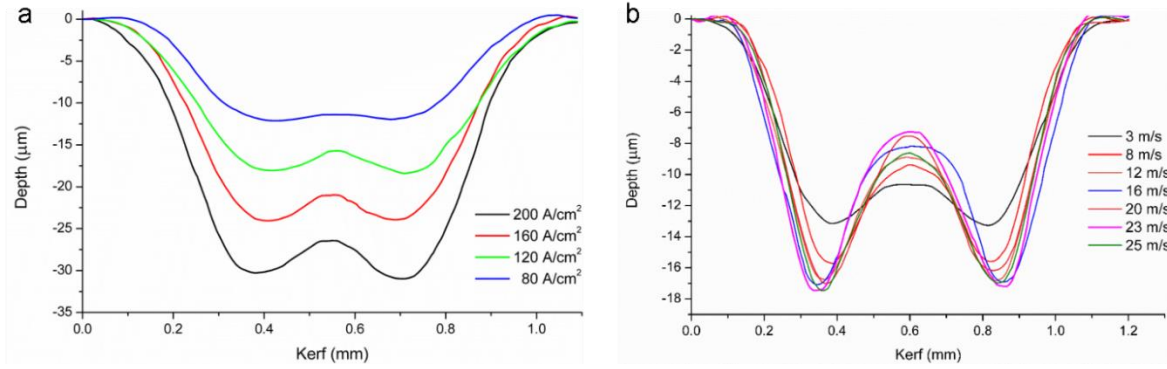 a
Depth (μm)
0
-5
-10
-15
-20
-25
-30
-35
0.0 0.2 0.4 0.6 0.8 1.0
Kerf (mm)
200 A/cm²
160 A/cm²
120 A/cm²
80 A/cm²
b
Depth (μm)
0
-2
-4
-6
-8
-10
-12
-14
-16
-18
0.0 0.2 0.4 0.6 0.8 1.0 1.2
Kerf (mm)
3 m/s
8 m/s
12 m/s
16 m/s
20 m/s
23 m/s
25 m/s